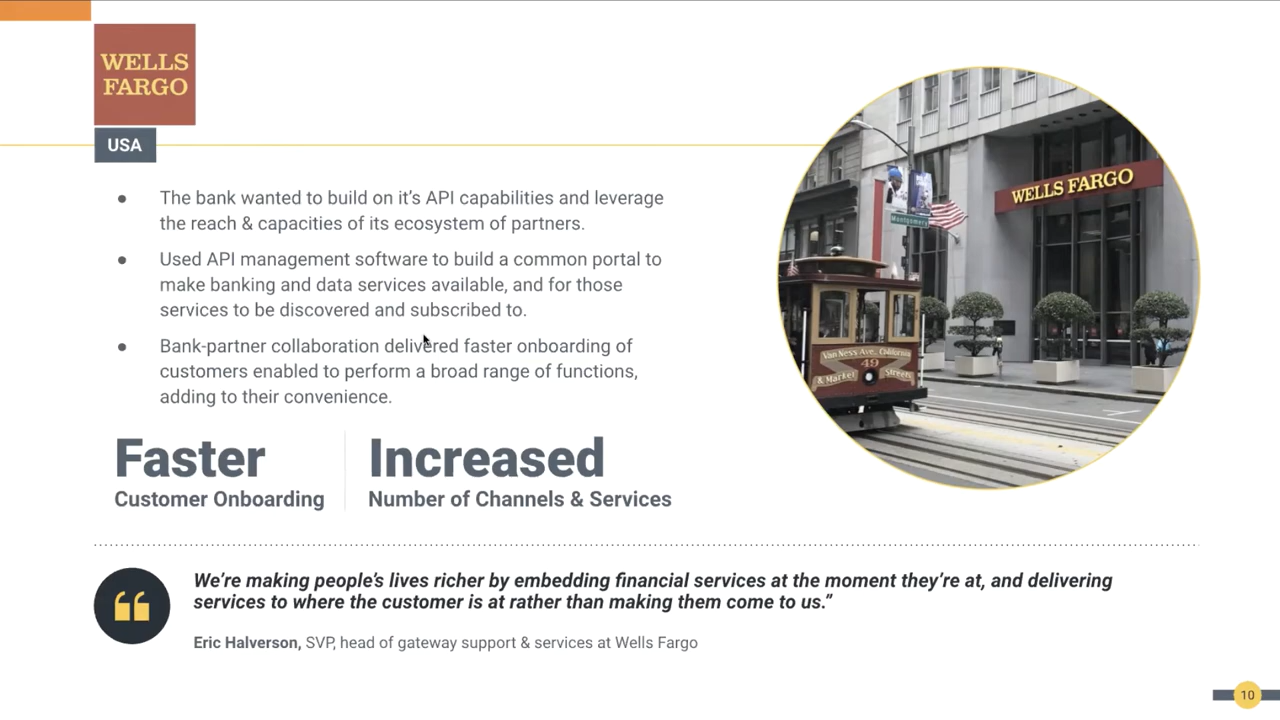 WELLS
FARGO
USA
● The bank wanted to build on it's API capabilities and leverage
the reach & capacities of its ecosystem of partners.
● Used API management software to build a common portal to
make banking and data services available, and for those
services to be discovered and subscribed to.
● Bank-partner collaboration delivered faster onboarding of
customers enabled to perform a broad range of functions,
adding to their convenience.
Faster
Customer Onboarding
Increased
Number of Channels & Services
WELLS FARGO
Montgomery
Van Ness Ave, California
49
& Market Streets
We're making people's lives richer by embedding financial services at the moment they're at, and delivering
services to where the customer is at rather than making them come to us.”
Eric Halverson, SVP, head of gateway support & services at Wells Fargo
10